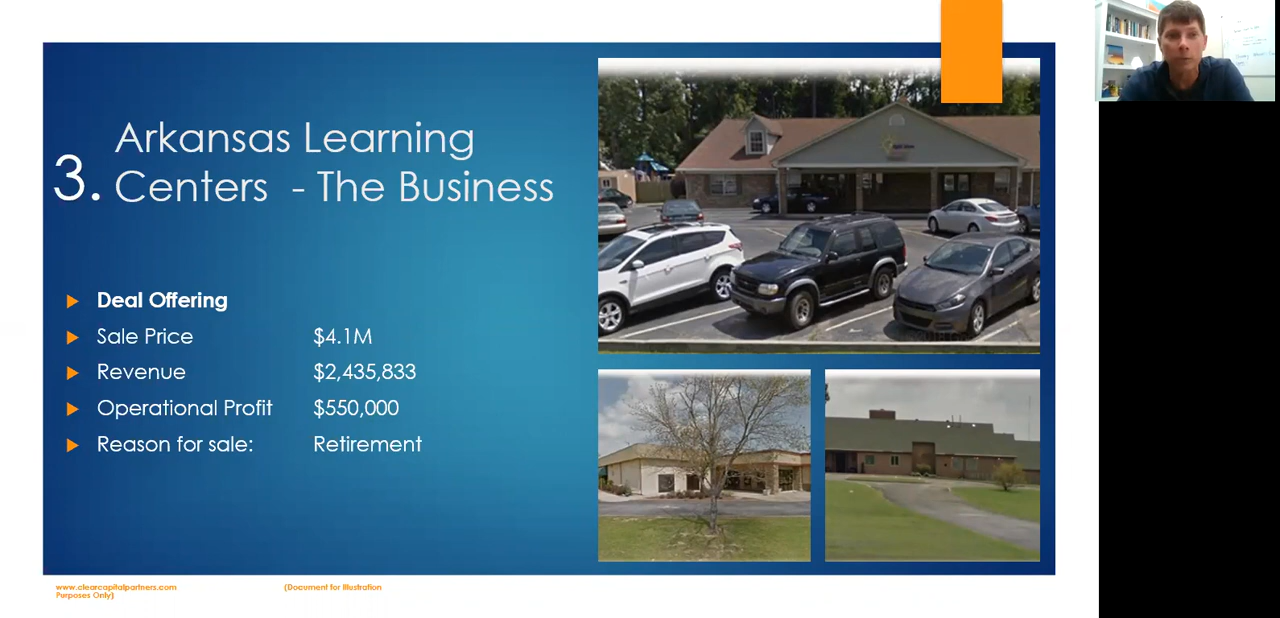 3.
Arkansas Learning
Centers - The Business
Deal Offering
Sale Price $4.1M
Revenue $2,435,833
Operational Profit $550,000
Reason for sale: Retirement
www.clearcapitalpartners.com (Document for Illustration
Purposes Only)